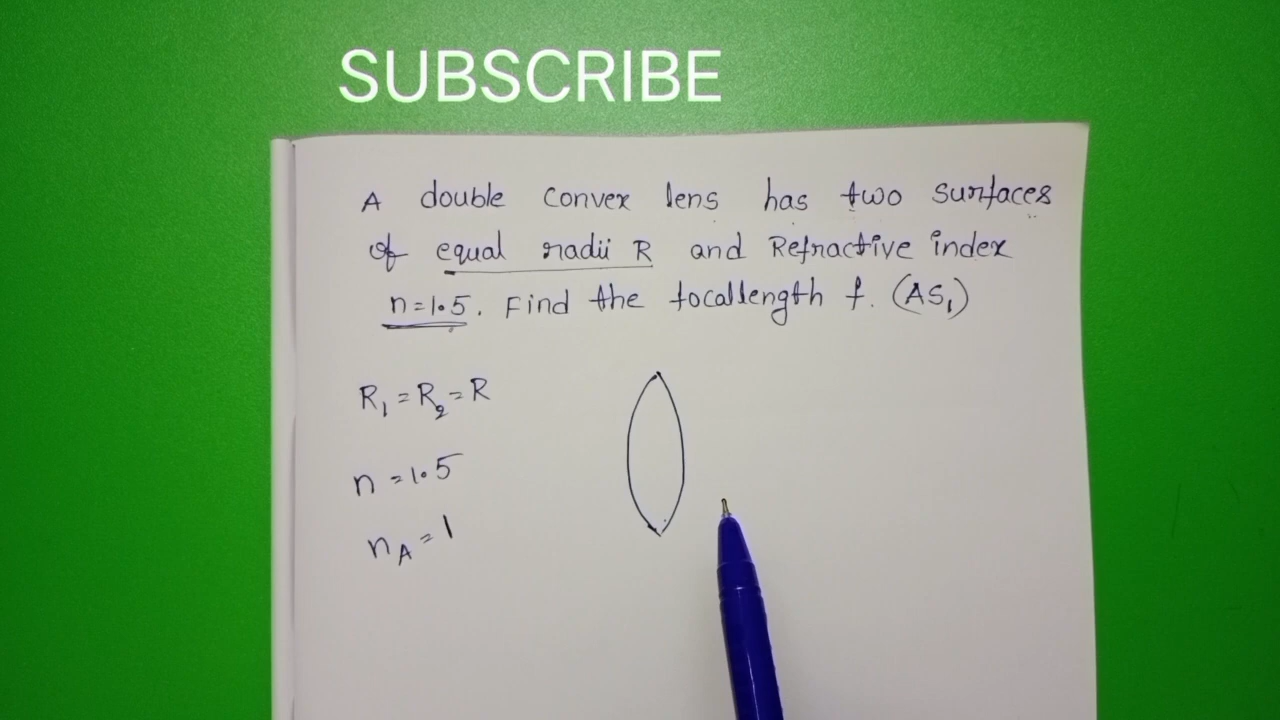 SUBSCRIBE
A double convex lens has two surfaces
of equal radii R and Refractive index
n=1.5. Find the focallength f. (AS₁)
R₁ = R₂ = R
n = 1.5
n_A = 1